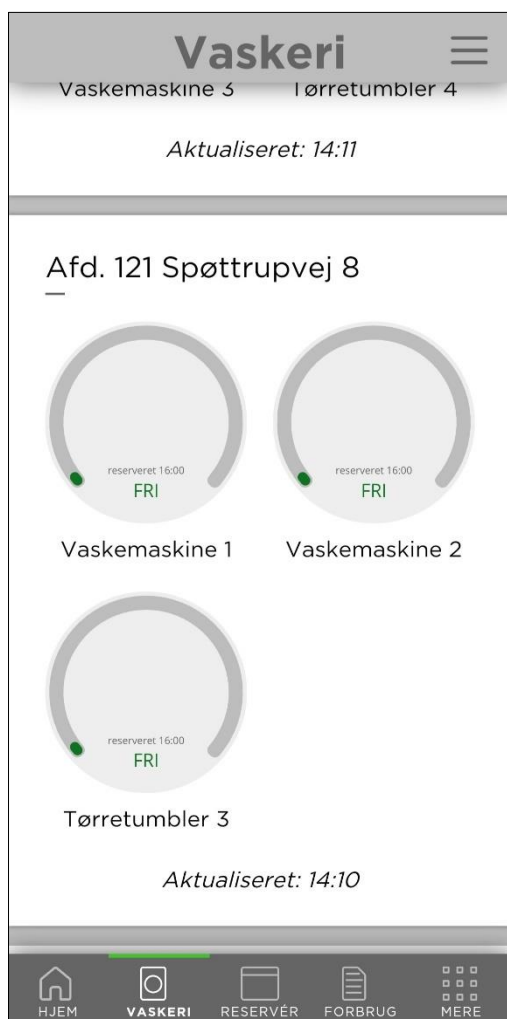 Vaskeri
Vaskemaskine 3 Tørretumbler 4
Aktualiseret: 14:11
Afd. 121 Spøttrupvej 8
reserveret 16:00 reserveret 16:00
FRI FRI
Vaskemaskine 1 Vaskemaskine 2
reserveret 16:00
FRI
Tørretumbler 3
Aktualiseret: 14:10
HJEM VASKERI RESERVÉR FORBRUG MERE